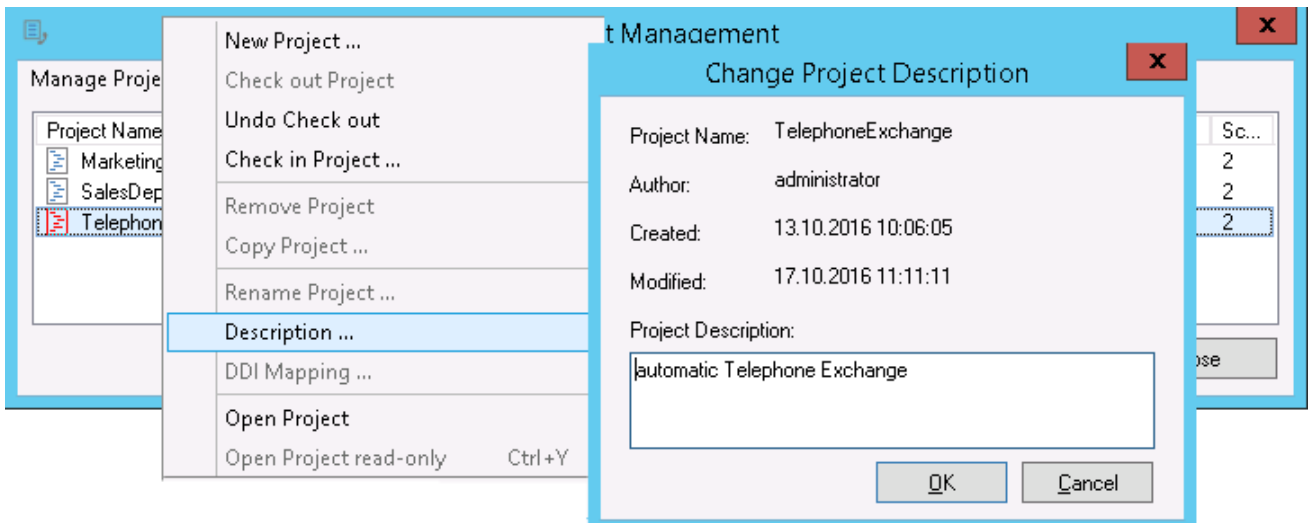 t Management
x
Manage Proje
Project Name
Sc...
Marketing
2
SalesDep
2
Telephon
2
ose
New Project ...
Check out Project
Undo Check out
Check in Project ...
Remove Project
Copy Project ...
Rename Project ...
Description ...
DDI Mapping ...
Open Project
Open Project read-only Ctrl+Y
Change Project Description
x
Project Name: TelephoneExchange
Author: administrator
Created: 13.10.2016 10:06:05
Modified: 17.10.2016 11:11:11
Project Description:
automatic Telephone Exchange
OK Cancel